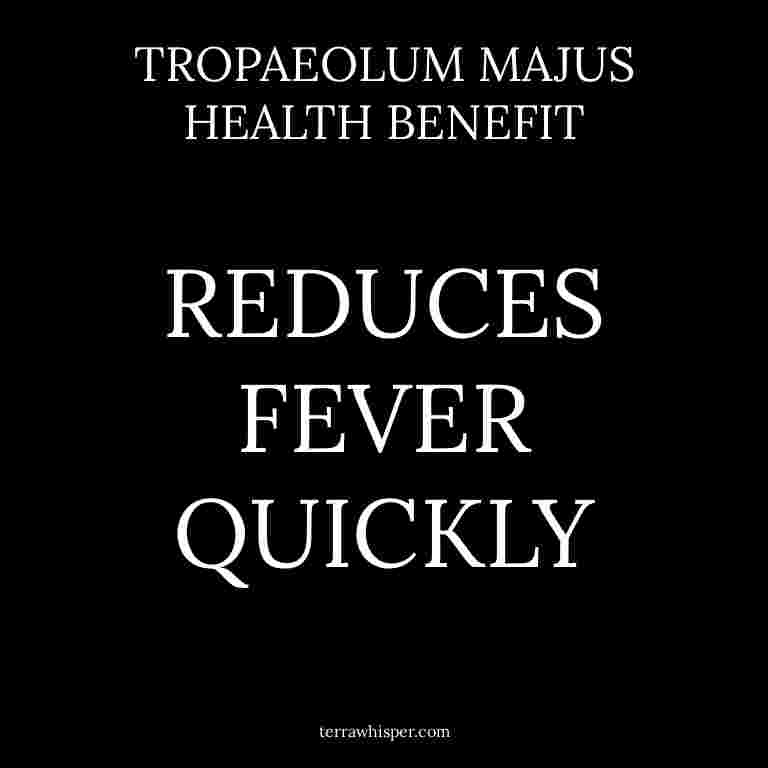 TROPAEOLUM MAJUS
HEALTH BENEFIT
REDUCES
FEVER
QUICKLY
terrawhisper.com